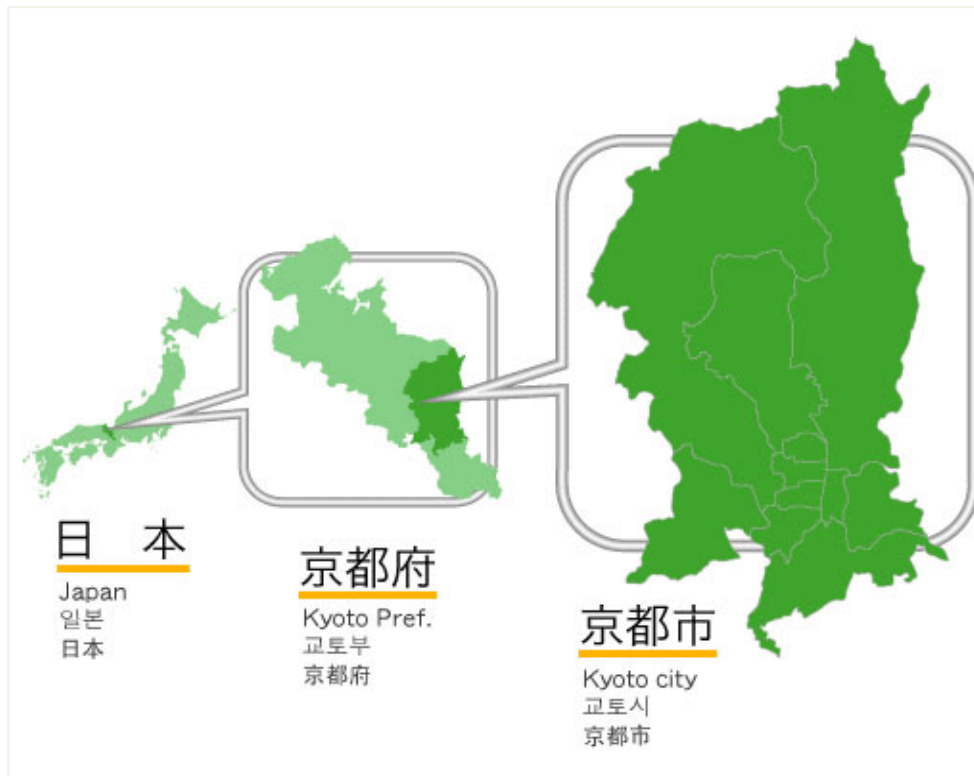 日 本
Japan
일본
日本
京都府
Kyoto Pref.
교토부
京都府
京都市
Kyoto city
교토시
京都市